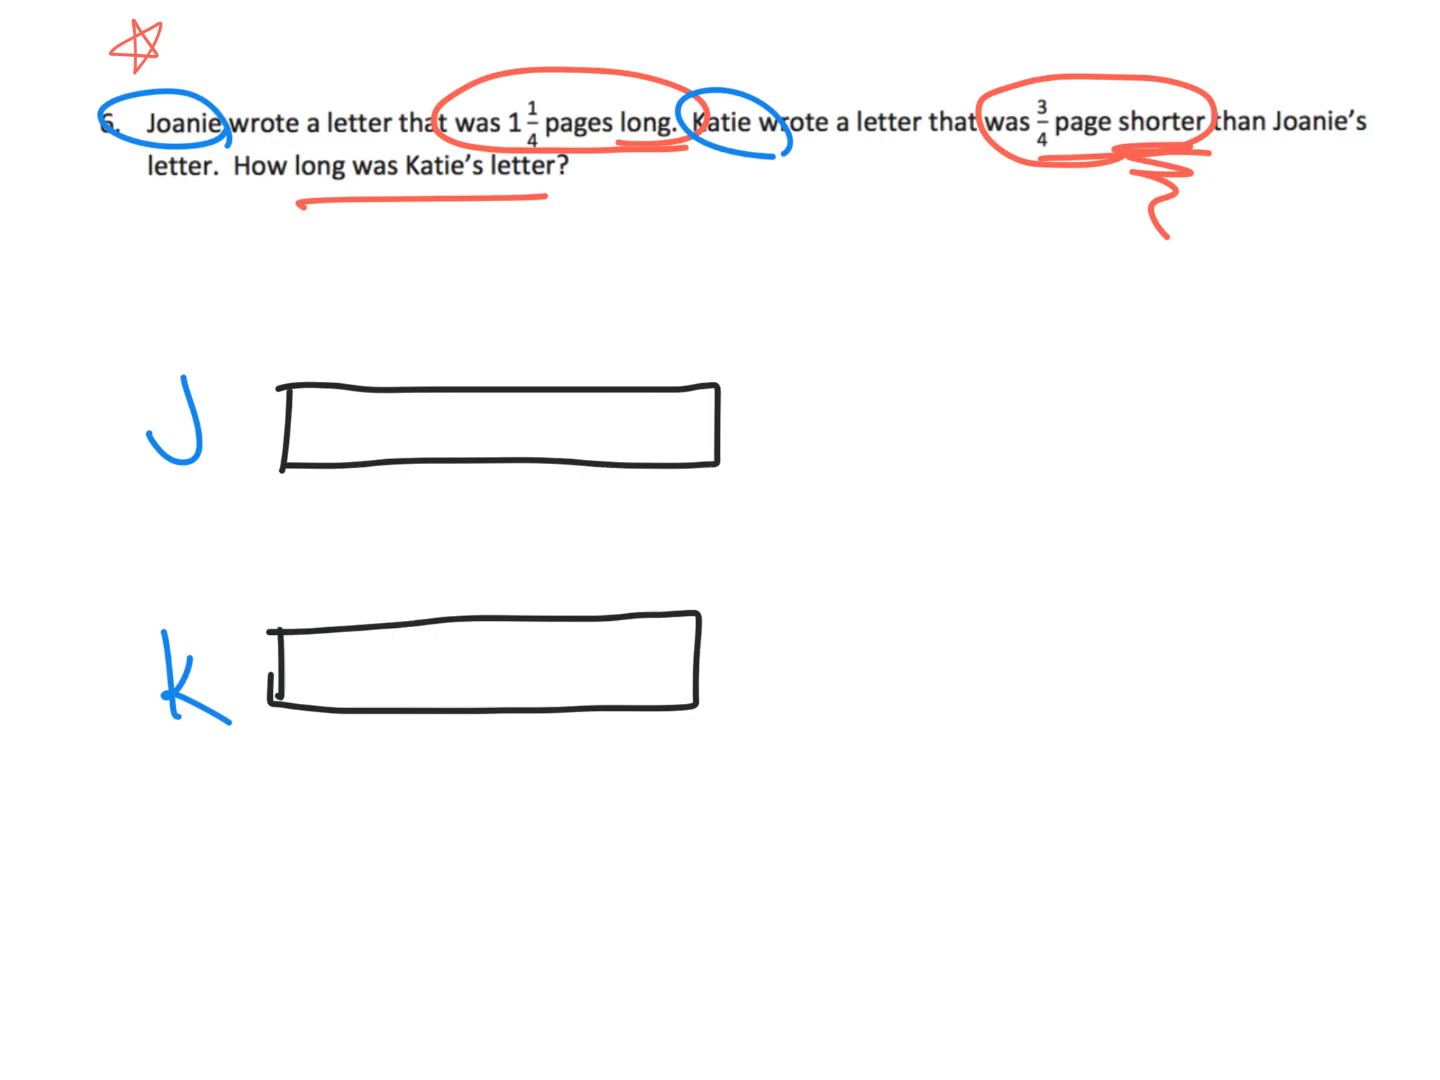 6. Joanie wrote a letter that was 1 1/4 pages long. Katie wrote a letter that was 3/4 page shorter than Joanie's
letter. How long was Katie's letter?
J
K